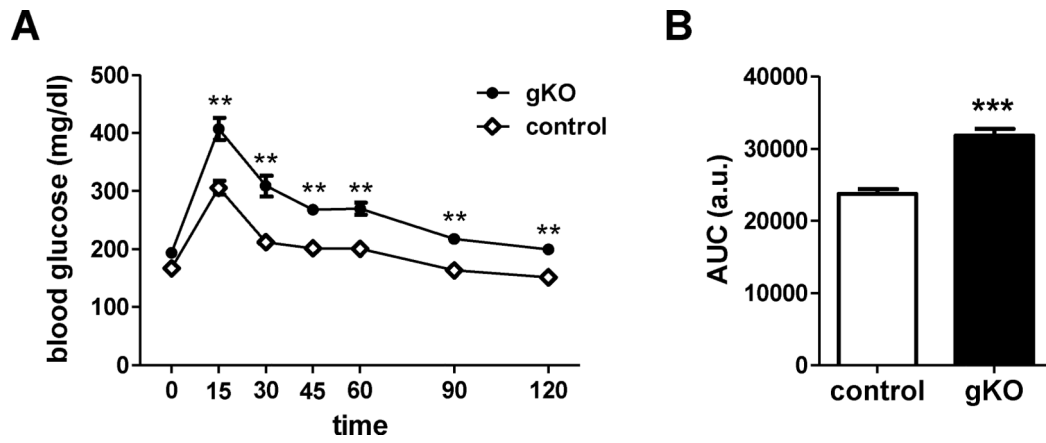 A
blood glucose (mg/dl)
500
400
300
200
100
0
**
**
**
**
**
**
gKO
control
0 15 30 45 60 90 120
time
B
AUC (a.u.)
40000
30000
20000
10000
0
***
control gKO